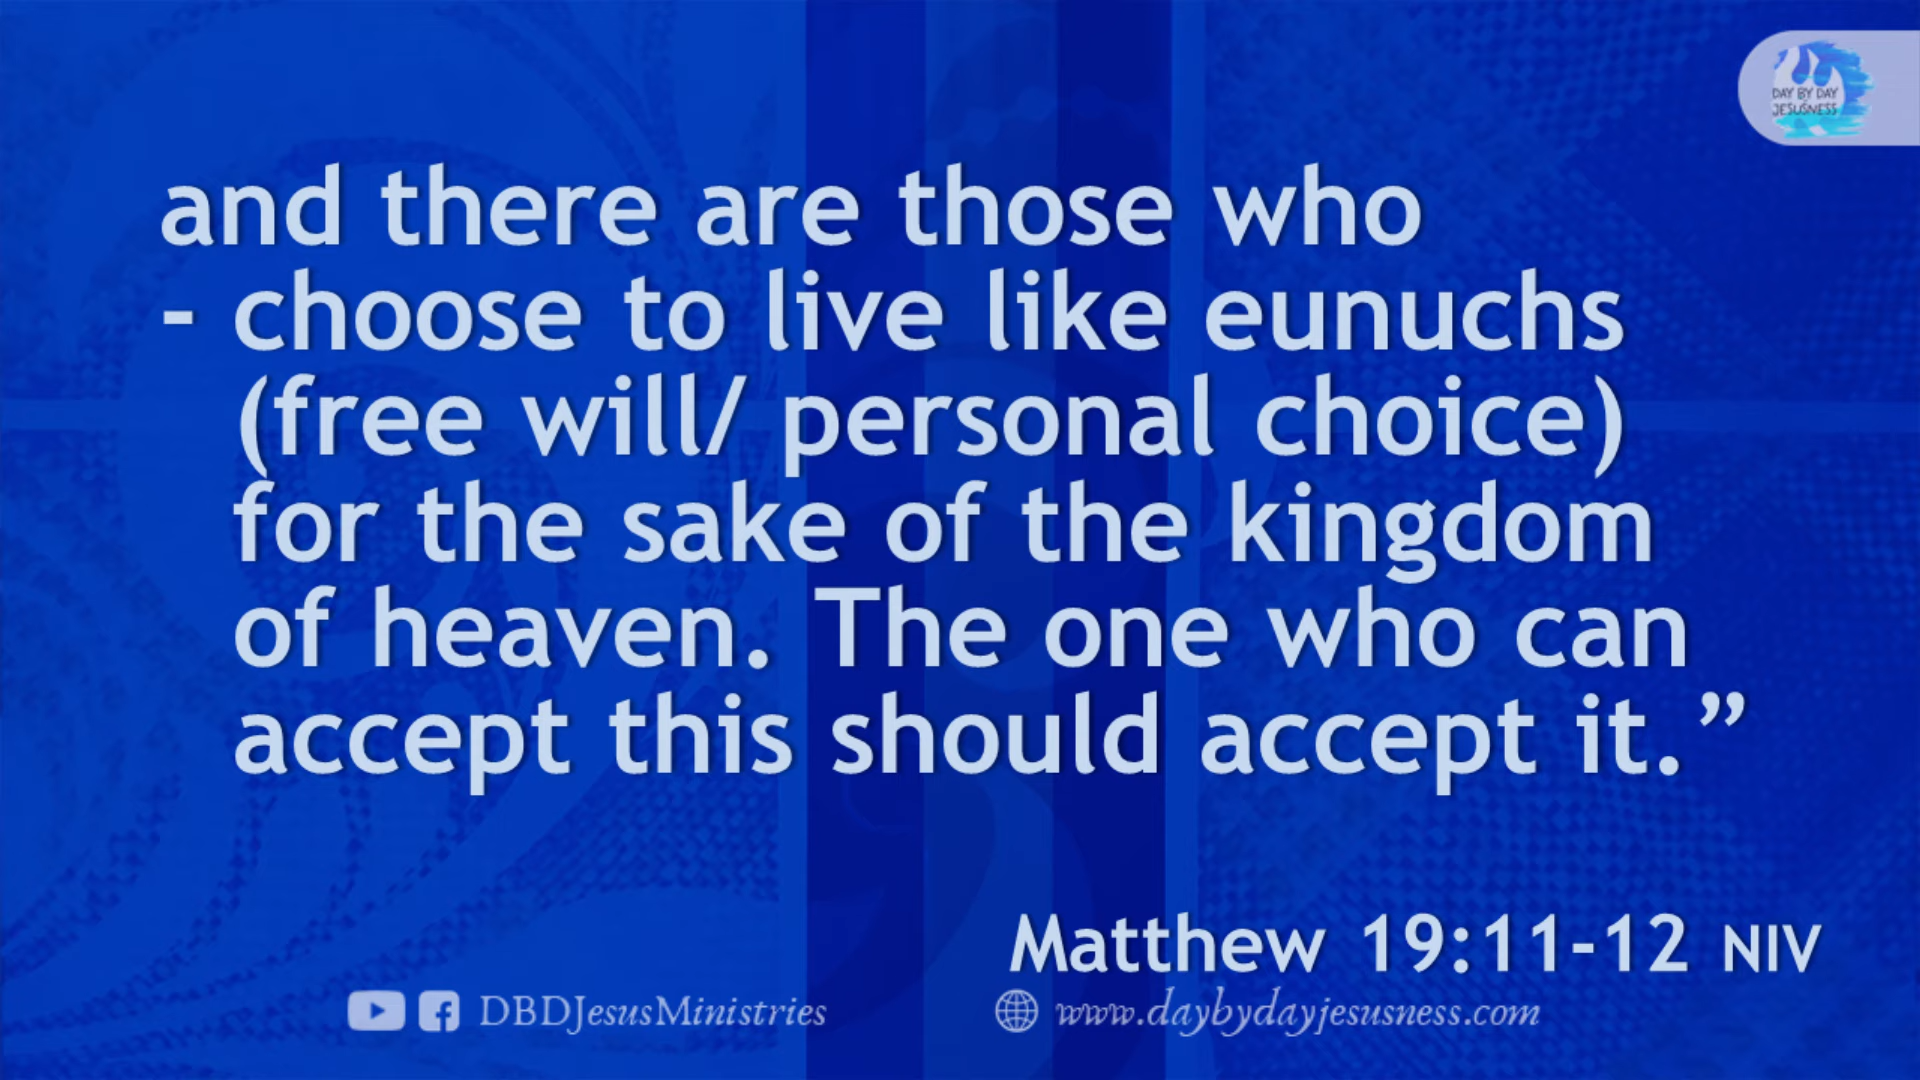 DAY BY DAY
JESUSNESS
and there are those who
- choose to live like eunuchs
(free will/ personal choice)
for the sake of the kingdom
of heaven. The one who can
accept this should accept it.”
Matthew 19:11-12 NIV
DBDJesusMinistries
www.daybydayjesusness.com